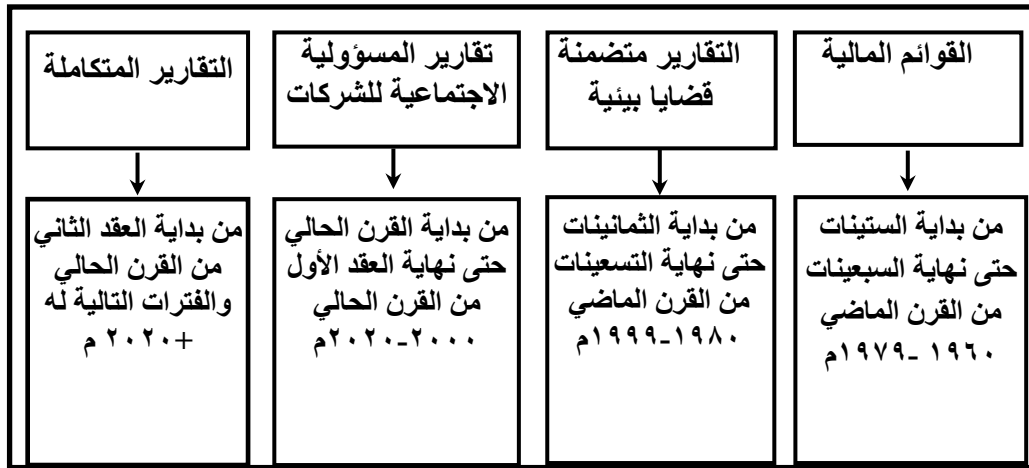 القوائم المالية
من بداية الستينات
حتى نهاية السبعينات
من القرن الماضي
١٩٦٠ -١٩٧٩م
التقارير متضمنة
قضايا بيئية
من بداية الثمانينات
حتى نهاية التسعينات
من القرن الماضي
١٩٨٠-١٩٩٩م
تقارير المسؤولية
الاجتماعية للشركات
من بداية القرن الحالي
حتى نهاية العقد الأول
من القرن الحالي
٢٠٠٠-٢٠٢٠م
التقارير المتكاملة
من بداية العقد الثاني
من القرن الحالي
والفترات التالية له
+٢٠٢٠ م